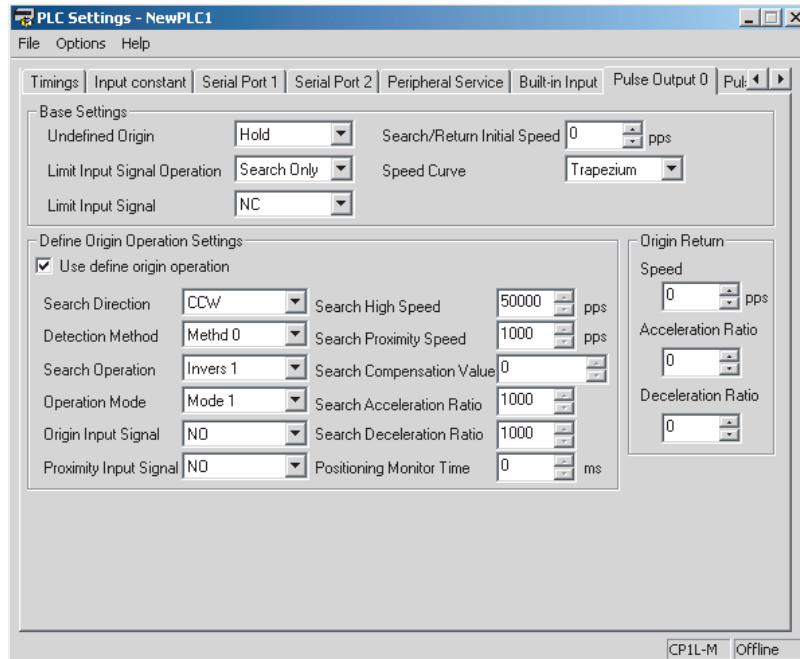 PLC Settings - NewPLC1
File Options Help
Timings Input constant Serial Port 1 Serial Port 2 Peripheral Service Built-in Input Pulse Output 0 Pul
Base Settings
Undefined Origin Hold Search/Return Initial Speed 0 pps
Limit Input Signal Operation Search Only Speed Curve Trapezium
Limit Input Signal NC
Define Origin Operation Settings Origin Return
Use define origin operation Speed
Search Direction CCW Search High Speed 50000 pps 0 pps
Detection Method Methd 0 Search Proximity Speed 1000 pps Acceleration Ratio
Search Operation Invers 1 Search Compensation Value 0 0
Operation Mode Mode 1 Search Acceleration Ratio 1000 Deceleration Ratio
Origin Input Signal NO Search Deceleration Ratio 1000 0
Proximity Input Signal NO Positioning Monitor Time 0 ms
CP1L-M Offline